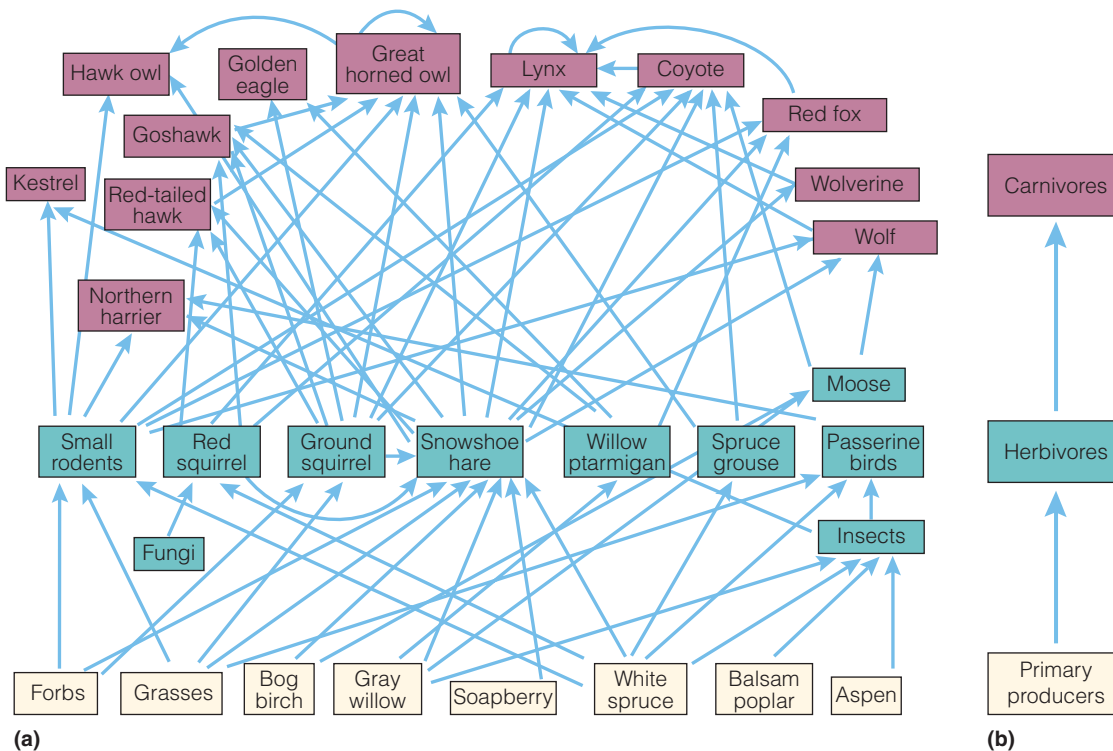 Hawk owl
Golden
eagle
Great
horned owl
Lynx
Coyote
Red fox
Goshawk
Kestrel
Red-tailed
hawk
Wolverine
Wolf
Northern
harrier
Moose
Small
rodents
Red
squirrel
Ground
squirrel
Snowshoe
hare
Willow
ptarmigan
Spruce
grouse
Passerine
birds
Fungi
Insects
Forbs
Grasses
Bog
birch
Gray
willow
Soapberry
White
spruce
Balsam
poplar
Aspen
(a)
Carnivores
Herbivores
Primary
producers
(b)